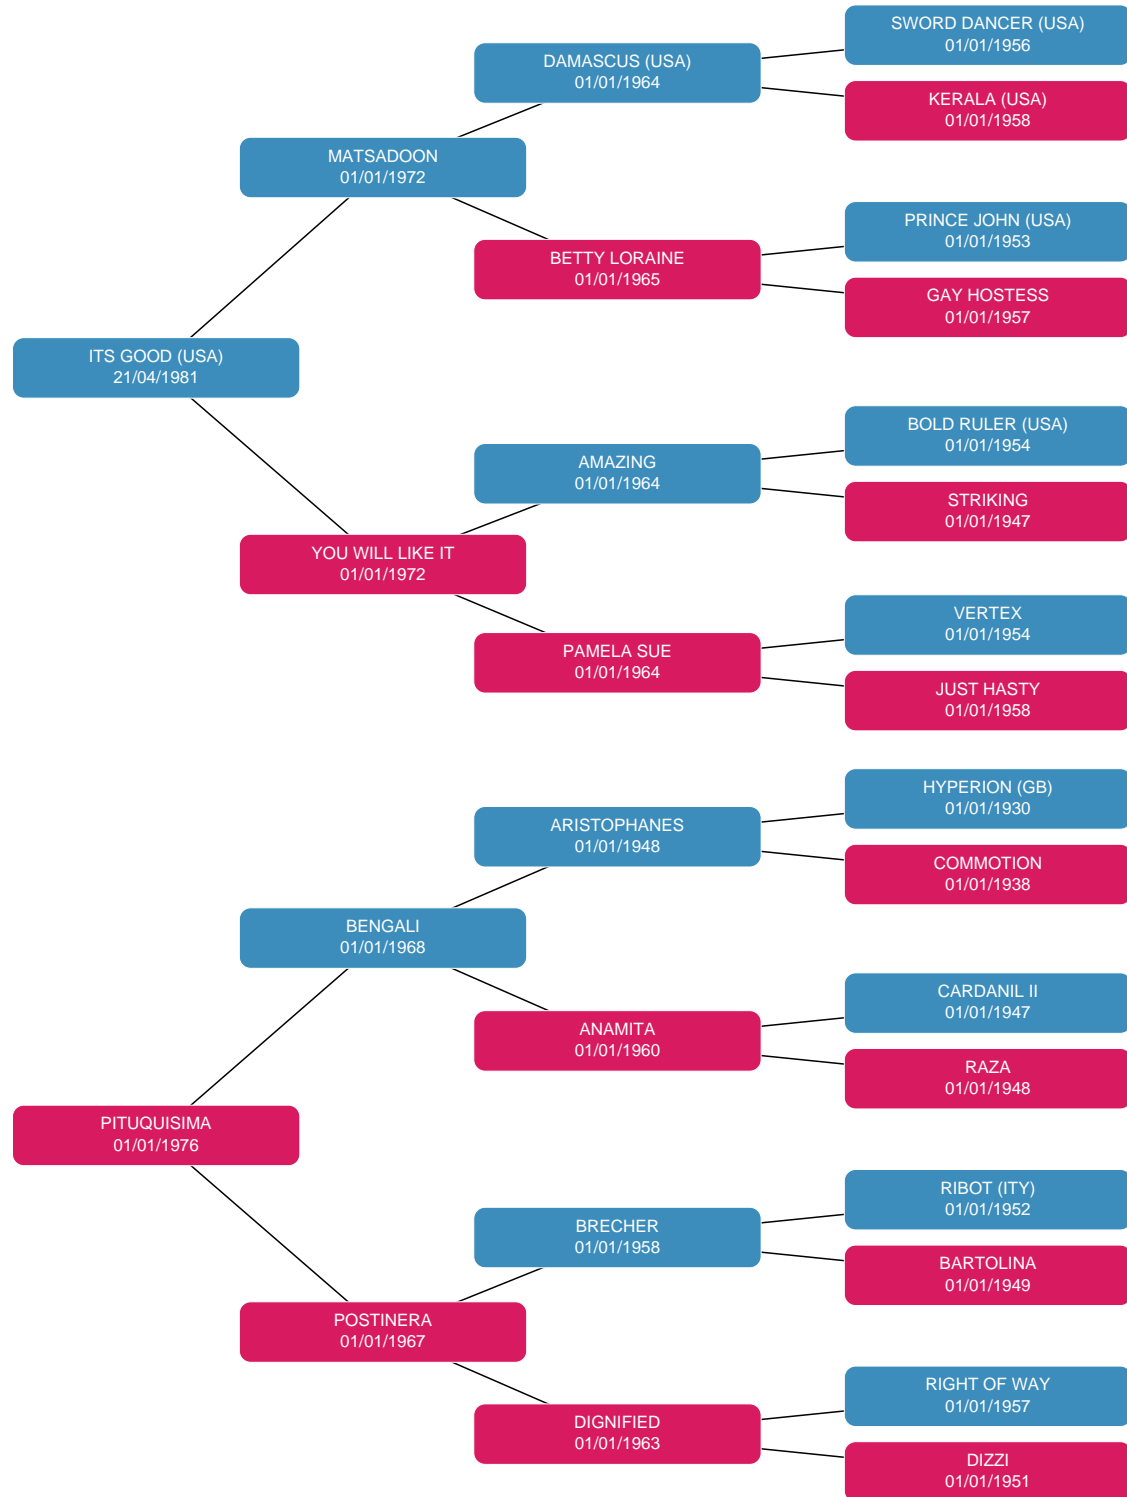 SWORD DANCER (USA)
01/01/1956
DAMASCUS (USA)
01/01/1964
KERALA (USA)
01/01/1958
MATSADOON
01/01/1972
PRINCE JOHN (USA)
01/01/1953
BETTY LORAINE
01/01/1965
GAY HOSTESS
01/01/1957
ITS GOOD (USA)
21/04/1981
BOLD RULER (USA)
01/01/1954
AMAZING
01/01/1964
STRIKING
01/01/1947
YOU WILL LIKE IT
01/01/1972
VERTEX
01/01/1954
PAMELA SUE
01/01/1964
JUST HASTY
01/01/1958
HYPERION (GB)
01/01/1930
ARISTOPHANES
01/01/1948
COMMOTION
01/01/1938
BENGALI
01/01/1968
CARDANIL II
01/01/1947
ANAMITA
01/01/1960
RAZA
01/01/1948
PITUQUISIMA
01/01/1976
RIBOT (ITY)
01/01/1952
BRECHER
01/01/1958
BARTOLINA
01/01/1949
POSTINERA
01/01/1967
RIGHT OF WAY
01/01/1957
DIGNIFIED
01/01/1963
DIZZI
01/01/1951